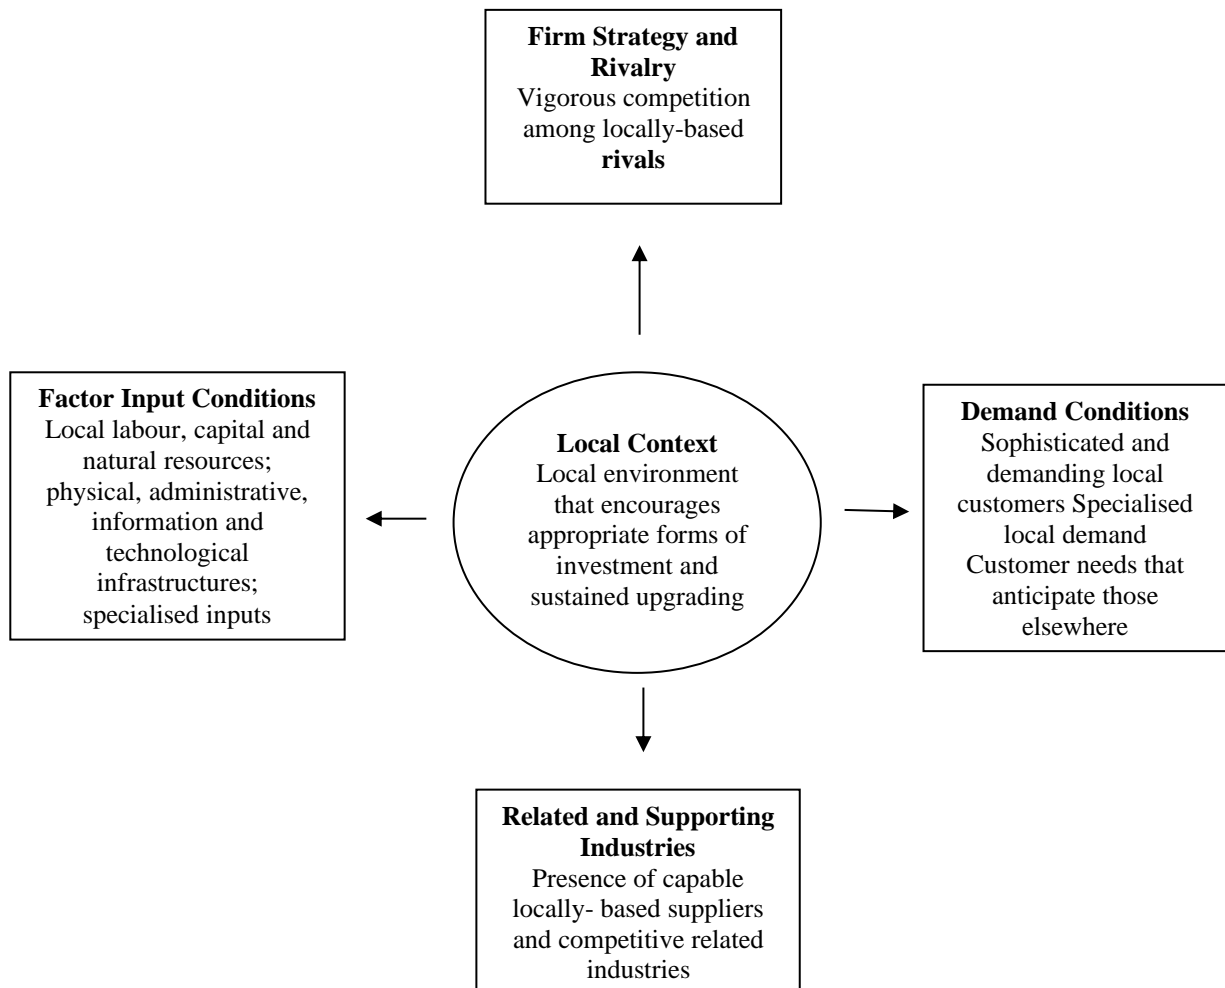 Firm Strategy and
Rivalry
Vigorous competition
among locally-based
rivals
Factor Input Conditions
Local labour, capital and
natural resources;
physical, administrative,
information and
technological
infrastructures;
specialised inputs
Local Context
Local environment
that encourages
appropriate forms of
investment and
sustained upgrading
Demand Conditions
Sophisticated and
demanding local
customers Specialised
local demand
Customer needs that
anticipate those
elsewhere
Related and Supporting
Industries
Presence of capable
locally- based suppliers
and competitive related
industries